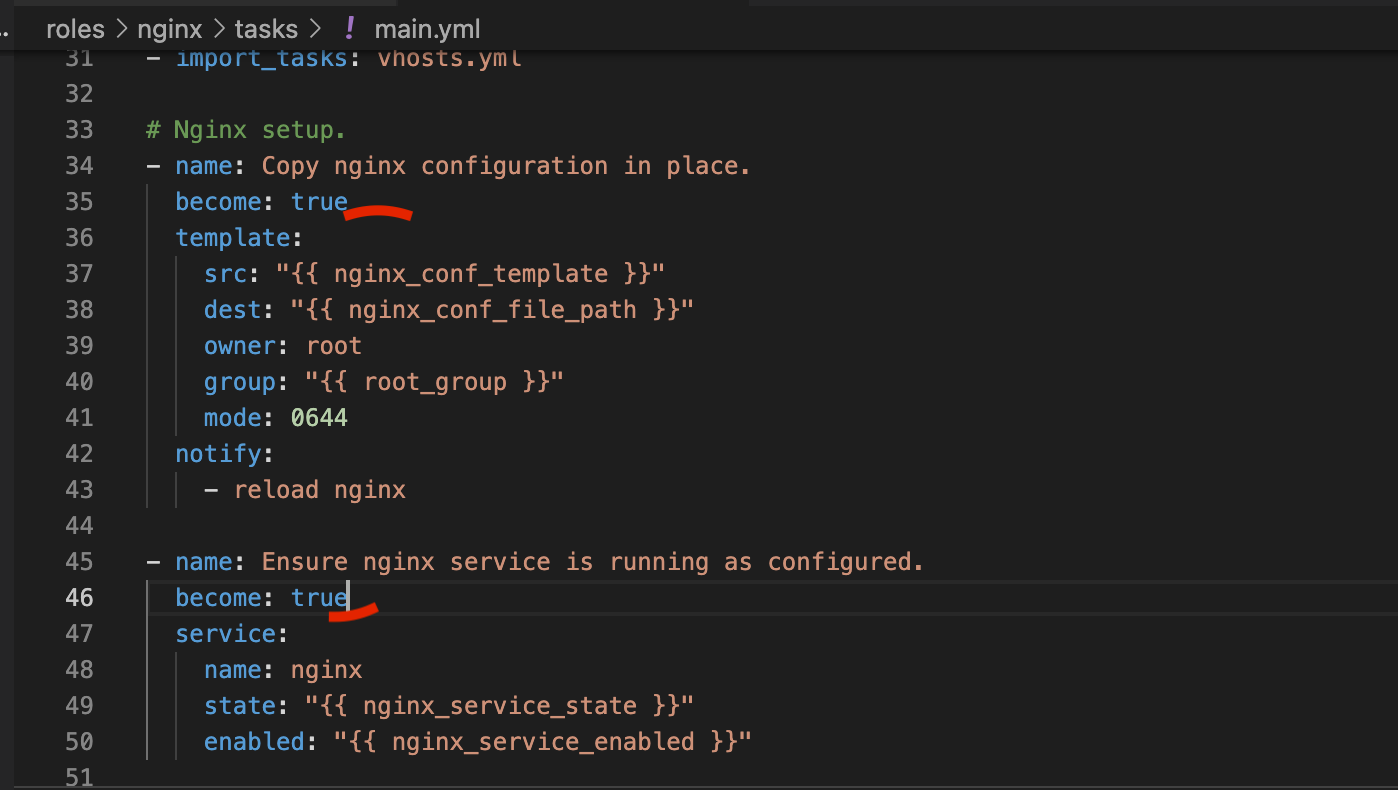 .. roles > nginx > tasks > ! main.yml
31 - import_tasks: vhosts.yml
32
33 # Nginx setup.
34 - name: Copy nginx configuration in place.
35 become: true
36 template:
37 src: "{{ nginx_conf_template }}"
38 dest: "{{ nginx_conf_file_path }}"
39 owner: root
40 group: "{{ root_group }}"
41 mode: 0644
42 notify:
43 - reload nginx
44
45 - name: Ensure nginx service is running as configured.
46 become: true
47 service:
48 name: nginx
49 state: "{{ nginx_service_state }}"
50 enabled: "{{ nginx_service_enabled }}"
51